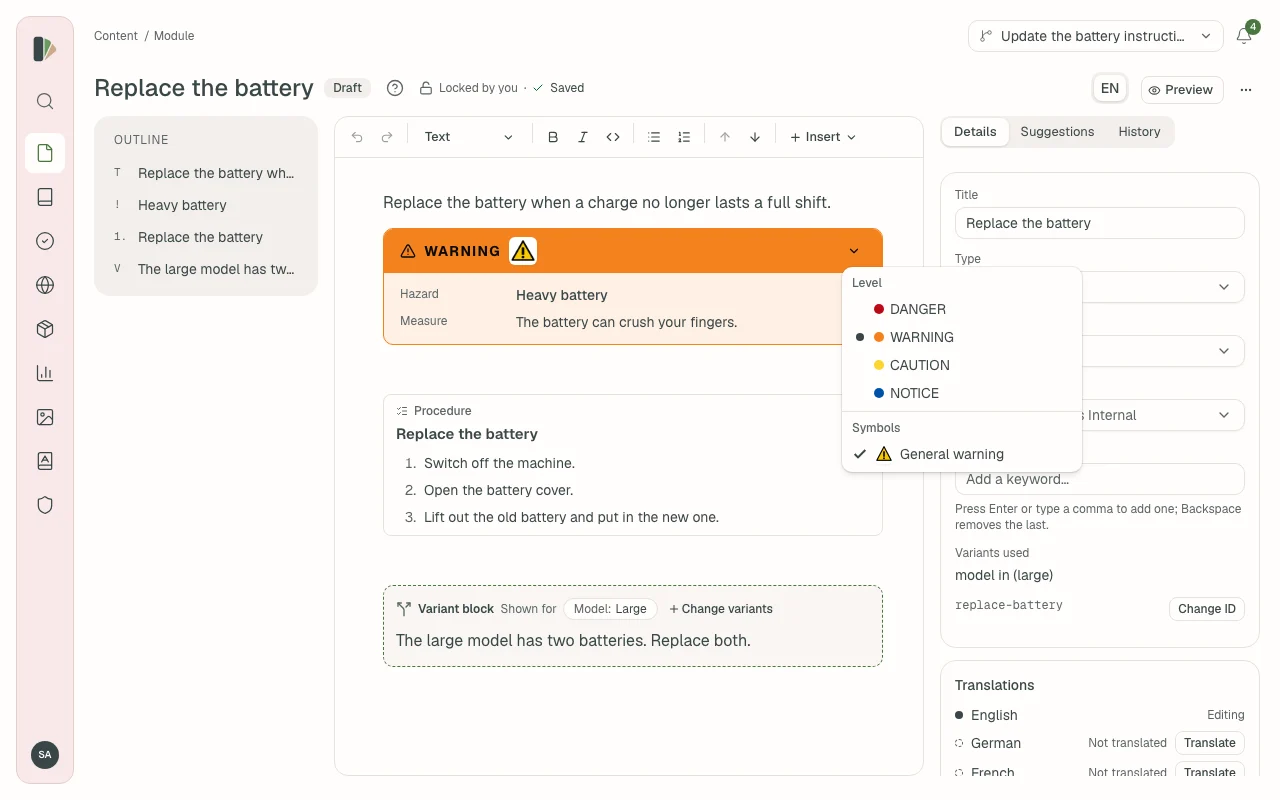 Content / Module
Update the battery instructi...
4
Replace the battery
Draft
Locked by you · Saved
EN
Preview
OUTLINE
T Replace the battery wh...
! Heavy battery
1. Replace the battery
V The large model has tw...
Text
Insert
Replace the battery when a charge no longer lasts a full shift.
WARNING
Hazard Heavy battery
Measure The battery can crush your fingers.
Level
DANGER
WARNING
CAUTION
NOTICE
Symbols
General warning
Procedure
Replace the battery
1. Switch off the machine.
2. Open the battery cover.
3. Lift out the old battery and put in the new one.
Variant block Shown for Model: Large + Change variants
The large model has two batteries. Replace both.
Details Suggestions History
Title
Replace the battery
Type
Internal
Add a keyword...
Press Enter or type a comma to add one; Backspace
removes the last.
Variants used
model in (large)
replace-battery Change ID
Translations
English Editing
German Not translated Translate
French Not translated Translate
SA